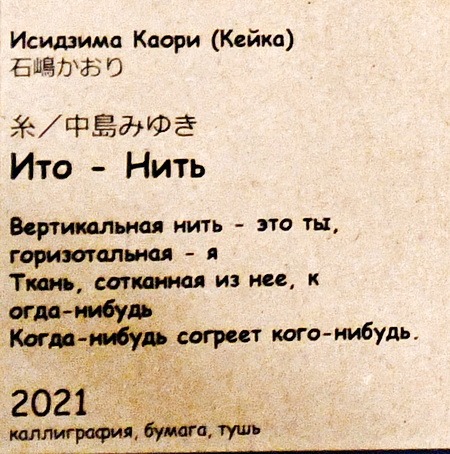 Исидзима Каори (Кейка)
石嶋かおり
糸／中島みゆき
Ито - Нить
Вертикальная нить - это ты,
горизотальная - я
Ткань, сотканная из нее, к
огда-нибудь
Когда-нибудь согреет кого-нибудь.
2021
каллиграфия, бумага, тушь